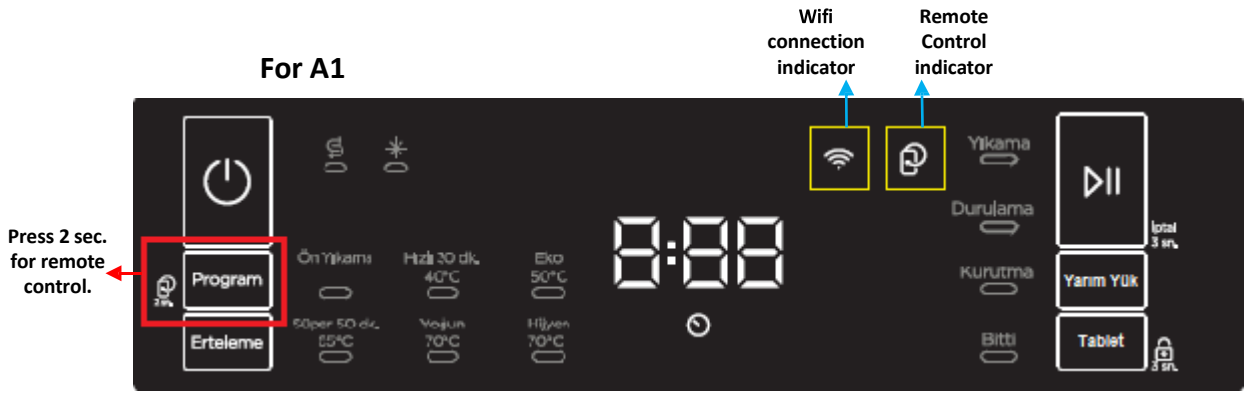 Wifi
connection
indicator
Remote
Control
indicator
For A1
Yıkama
Durulama
İptal
3 sn.
Press 2 sec.
for remote
control.
Program
Ön Yıkama
Hızlı 30 dk.
40°C
Eko
50°C
8:88
Kurutma
Yarım Yük
Erteleme
Süper 50 dk.
65°C
Yoğun
70°C
Hijyen
70°C
Bitti
Tablet
3 sn.